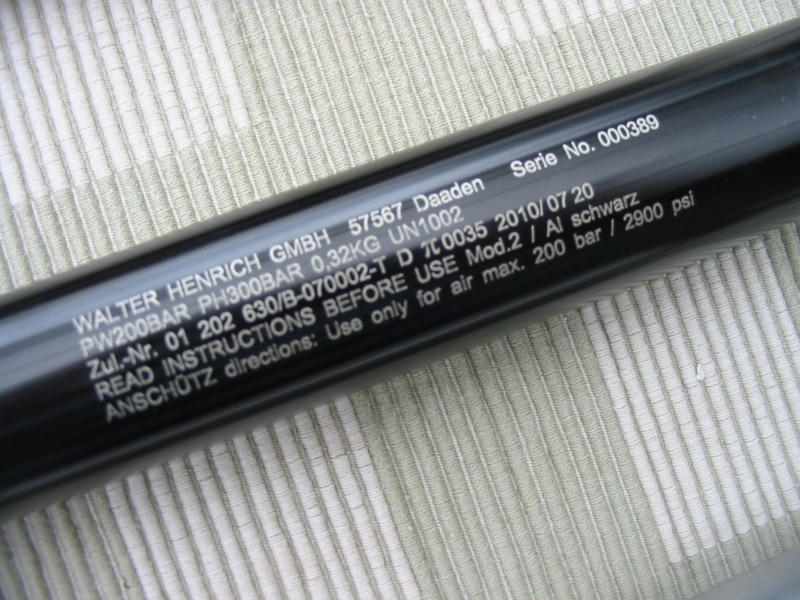 WALTER HENRICH GMBH 57567 Daaden Serie No. 000389
PW200BAR PH300BAR 0,32KG UN1002
Zul.-Nr. 01 202 630/B-070002-T D π 0035 2010/07 20
READ INSTRUCTIONS BEFORE USE Mod.2 / Al schwarz
ANSCHÜTZ directions: Use only for air max. 200 bar / 2900 psi